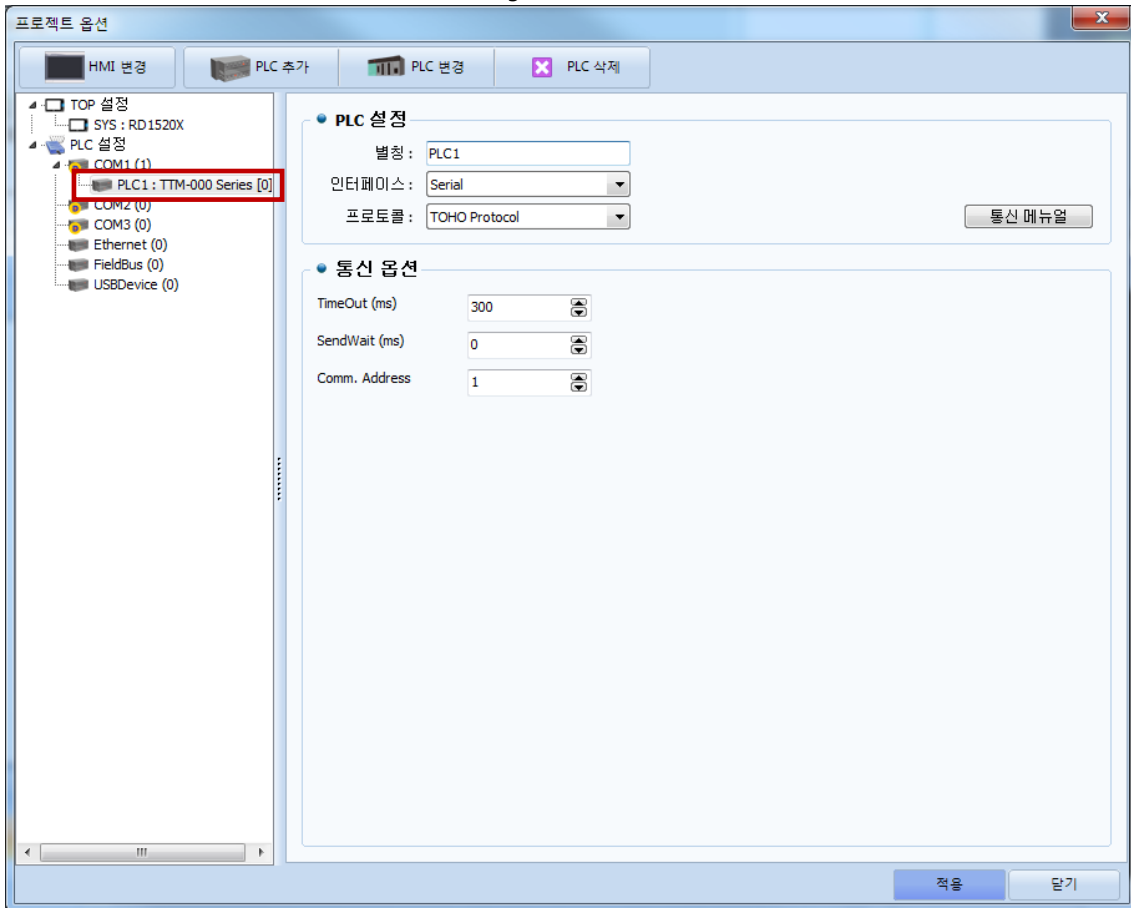 프로젝트 옵션
HMI 변경
PLC 추가
PLC 변경
PLC 삭제
TOP 설정
SYS : RD1520X
PLC 설정
COM1 (1)
PLC1 : TTM-000 Series [0]
COM2 (0)
COM3 (0)
Ethernet (0)
FieldBus (0)
USBDevice (0)
PLC 설정
별칭 : PLC1
인터페이스 : Serial
프로토콜 : TOHO Protocol
통신 메뉴얼
통신 옵션
TimeOut (ms) 300
SendWait (ms) 0
Comm. Address 1
적용
닫기